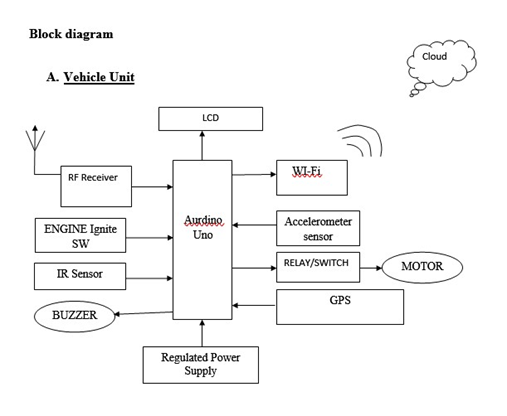 Block diagram
Cloud
A. Vehicle Unit
LCD
RF Receiver
WI-Fi
ENGINE Ignite
SW
Aurdino
Uno
Accelerometer
sensor
IR Sensor
RELAY/SWITCH
MOTOR
BUZZER
GPS
Regulated Power
Supply